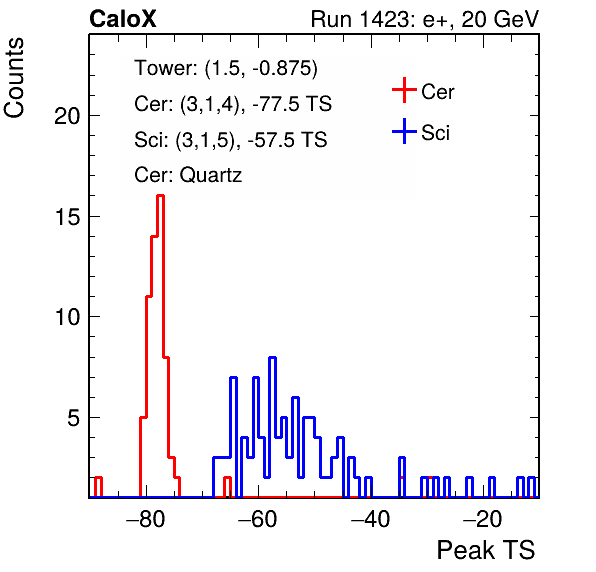 CaloX Run 1423: e+, 20 GeV
Counts
Tower: (1.5, -0.875)
Cer: (3,1,4), -77.5 TS
Sci: (3,1,5), -57.5 TS
Cer: Quartz
Cer
Sci
20
15
10
5
−80 −60 −40 −20
Peak TS